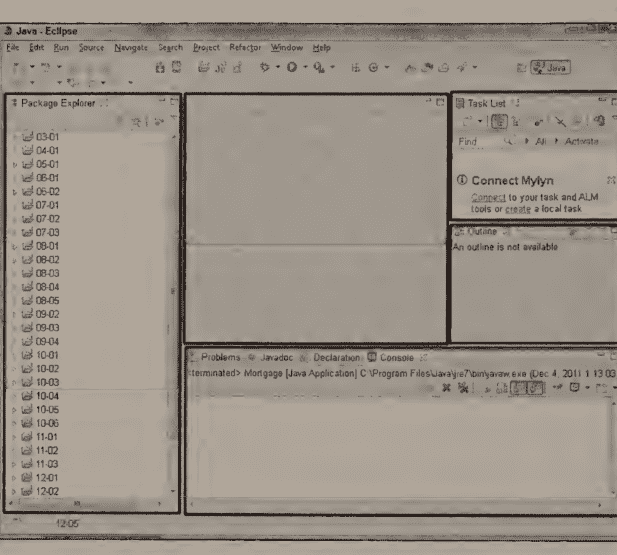 Java - Eclipse
File Edit Run Source Navigate Search Project Refactor Window Help
Java
Package Explorer
03-01
04-01
05-01
06-01
06-02
07-01
07-02
07-03
08-01
08-02
08-03
08-04
08-05
09-02
09-03
09-04
10-01
10-02
10-03
10-04
10-05
10-06
11-01
11-02
11-03
12-01
12-02
12-05
Task List
Find All Activate
Connect Mylyn
Connect to your task and ALM
tools or create a local task
Outline
An outline is not available
Problems @ Javadoc Declaration Console
<terminated> Mortgage [Java Application] C:\Program Files\Java\jre7\bin\javaw.exe (Dec 4, 2011 1:13:03